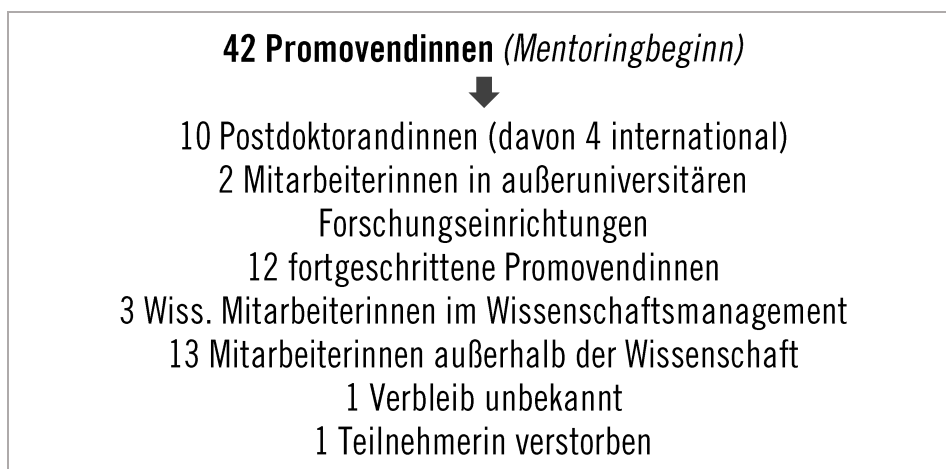 42 Promovendinnen (Mentoringbeginn)
10 Postdoktorandinnen (davon 4 international)
2 Mitarbeiterinnen in außeruniversitären
Forschungseinrichtungen
12 fortgeschrittene Promovendinnen
3 Wiss. Mitarbeiterinnen im Wissenschaftsmanagement
13 Mitarbeiterinnen außerhalb der Wissenschaft
1 Verbleib unbekannt
1 Teilnehmerin verstorben